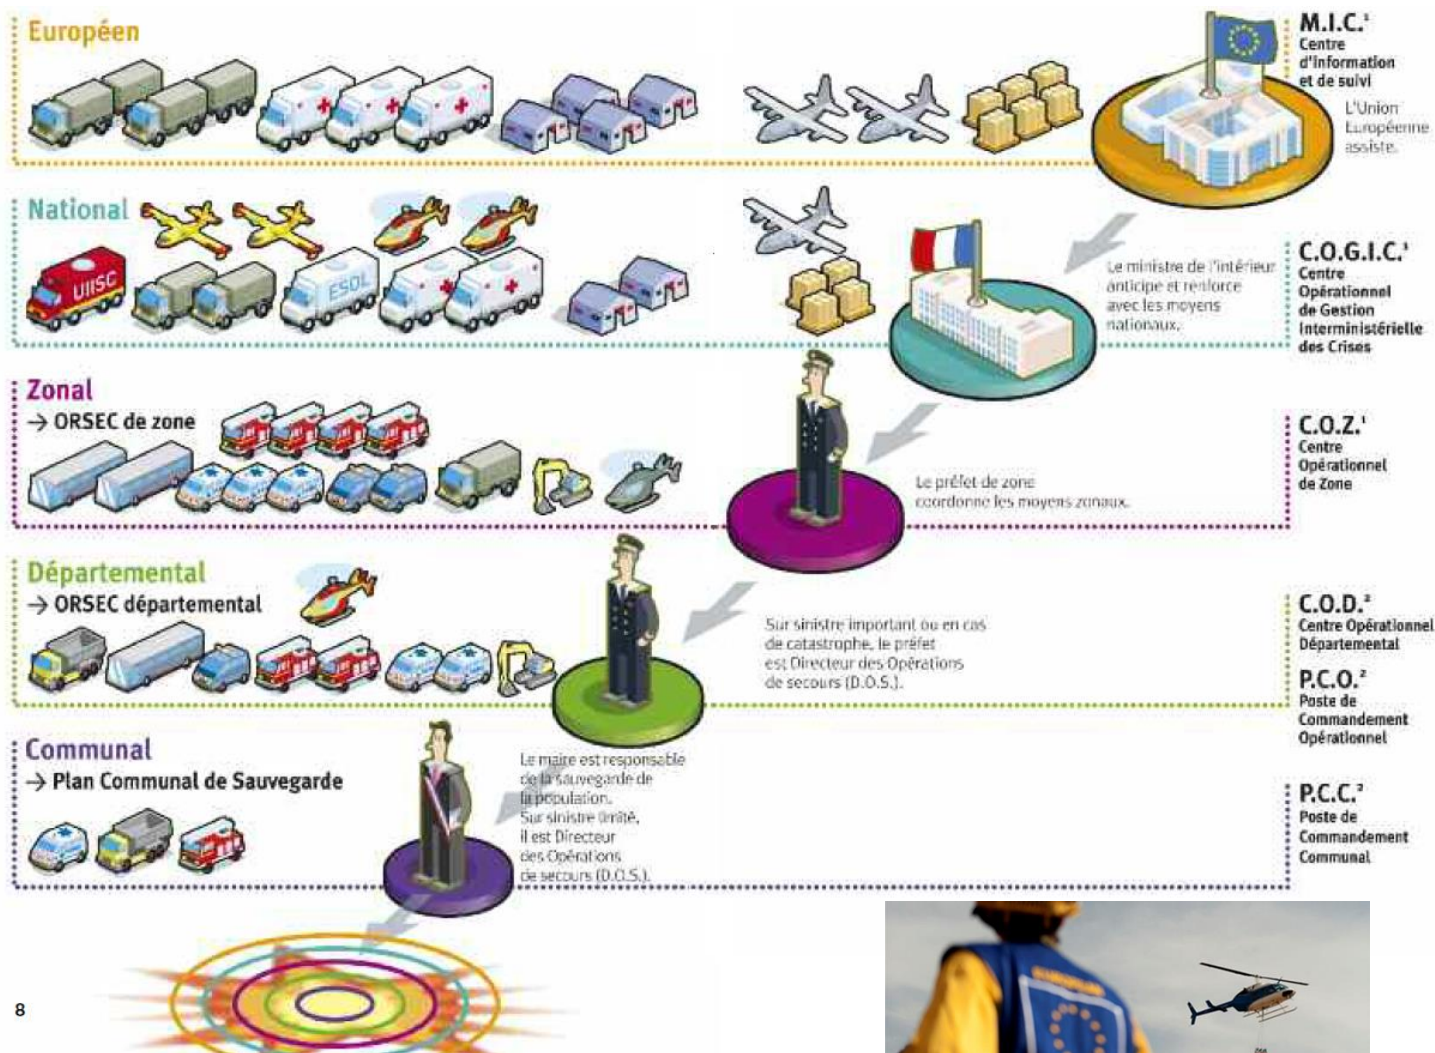 Européen
M.I.C.¹
Centre
d'information
et de suivi
L'Union
Européenne
assiste.
National
UIISC
ESOL
Le ministre de l'intérieur
anticipe et renforce
avec les moyens
nationaux.
C.O.G.I.C.¹
Centre
Opérationnel
de Gestion
Interministérielle
des Crises
Zonal
→ ORSEC de zone
Le préfet de zone
coordonne les moyens zonaux.
C.O.Z.¹
Centre
Opérationnel
de Zone
Départemental
→ ORSEC départemental
Sur sinistre important ou en cas
de catastrophe, le préfet
est Directeur des Opérations
de secours (D.O.S.).
C.O.D.²
Centre Opérationnel
Départemental
P.C.O.²
Poste de
Commandement
Opérationnel
Communal
→ Plan Communal de Sauvegarde
Le maire est responsable
de la sauvegarde de
la population.
Sur sinistre limité,
il est Directeur
des Opérations
de secours (D.O.S.).
P.C.C.²
Poste de
Commandement
Communal
8